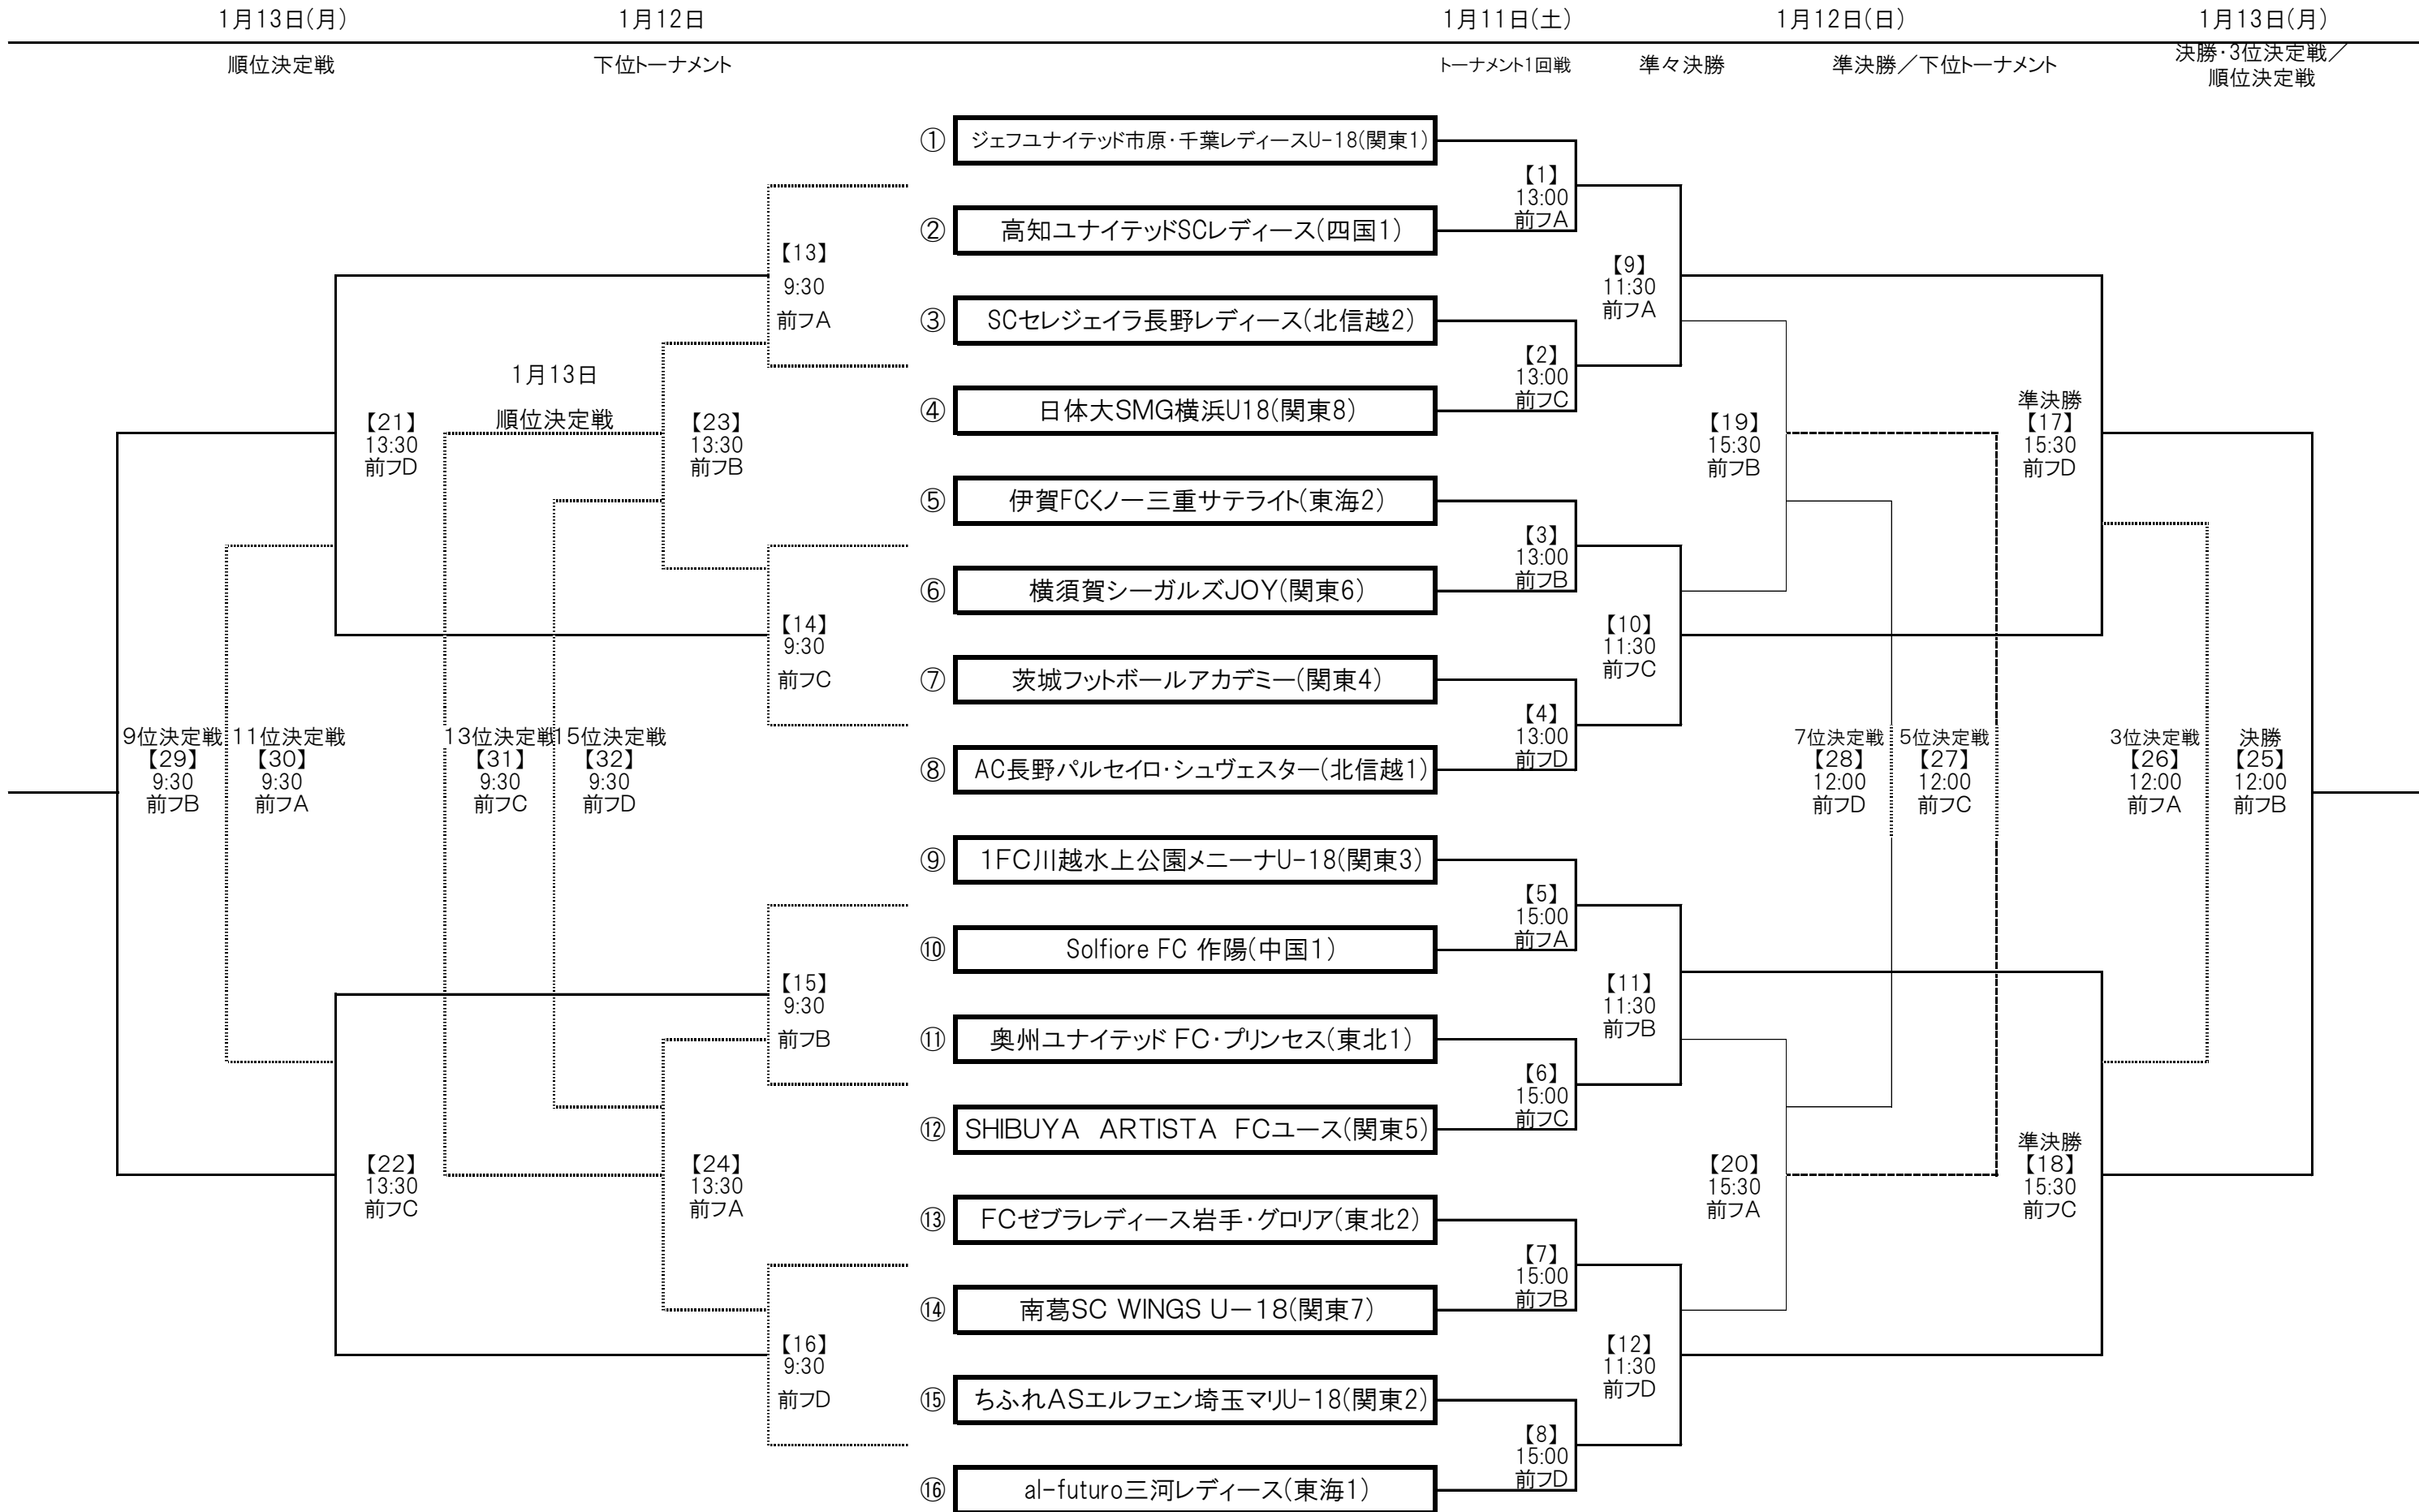 1月13日(月)
1月12日
1月11日(土)
1月12日(日)
1月13日(月)
順位決定戦
下位トーナメント
トーナメント1回戦
準々決勝
準決勝/下位トーナメント
決勝・3位決定戦/
順位決定戦
① ジェフユナイテッド市原・千葉レディースU-18(関東1)
② 高知ユナイテッドSCレディース(四国1)
③ SCセレジェイラ長野レディース(北信越2)
④ 日体大SMG横浜U18(関東8)
⑤ 伊賀FCくノ一三重サテライト(東海2)
⑥ 横須賀シーガルズJOY(関東6)
⑦ 茨城フットボールアカデミー(関東4)
⑧ AC長野パルセイロ・シュヴェスター(北信越1)
⑨ 1FC川越水上公園メニーナU-18(関東3)
⑩ Solfiore FC 作陽(中国1)
⑪ 奥州ユナイテッド FC・プリンセス(東北1)
⑫ SHIBUYA ARTISTA FCユース(関東5)
⑬ FCゼブラレディース岩手・グロリア(東北2)
⑭ 南葛SC WINGS U-18(関東7)
⑮ ちふれASエルフェン埼玉マリU-18(関東2)
⑯ al-futuro三河レディース(東海1)
【1】
13:00
前フA
【2】
13:00
前フC
【3】
13:00
前フB
【4】
13:00
前フD
【5】
15:00
前フA
【6】
15:00
前フC
【7】
15:00
前フB
【8】
15:00
前フD
【9】
11:30
前フA
【10】
11:30
前フC
【11】
11:30
前フB
【12】
11:30
前フD
【13】
9:30
前フA
【14】
9:30
前フC
【15】
9:30
前フB
【16】
9:30
前フD
準決勝
【17】
15:30
前フD
準決勝
【18】
15:30
前フC
【19】
15:30
前フB
【20】
15:30
前フA
【21】
13:30
前フD
【22】
13:30
前フC
1月13日
順位決定戦
【23】
13:30
前フB
【24】
13:30
前フA
決勝
【25】
12:00
前フB
3位決定戦
【26】
12:00
前フA
5位決定戦
【27】
12:00
前フC
7位決定戦
【28】
12:00
前フD
9位決定戦
【29】
9:30
前フB
11位決定戦
【30】
9:30
前フA
13位決定戦
【31】
9:30
前フC
15位決定戦
【32】
9:30
前フD